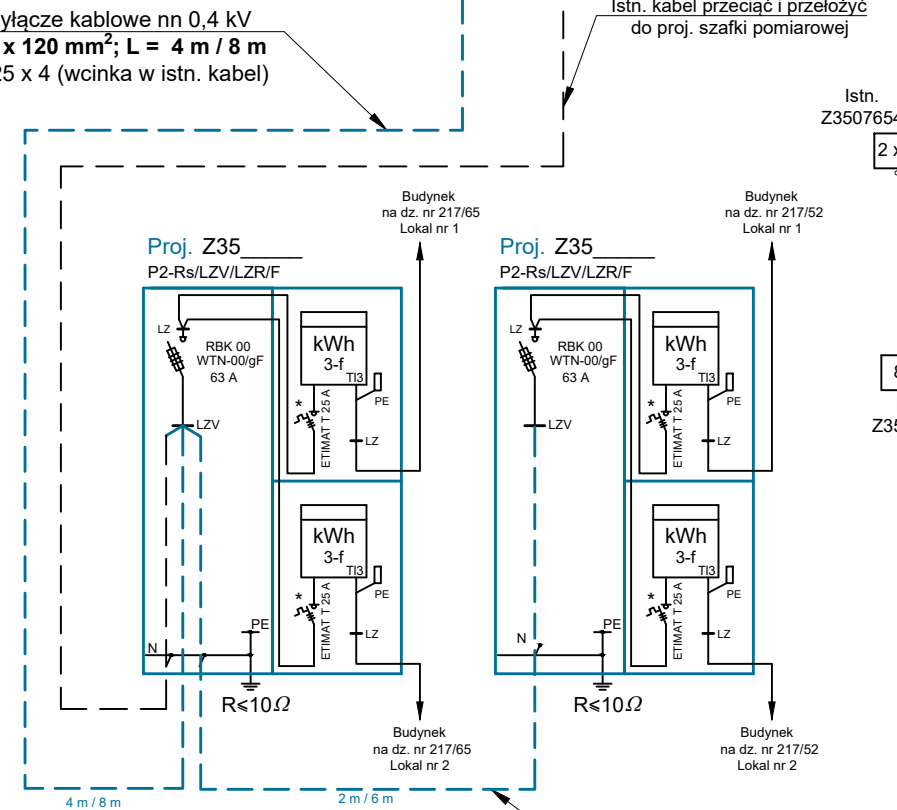 yłącze kablowe nn 0,4 kV
x 120 mm²; L = 4 m / 8 m
25 x 4 (wcinka w istn. kabel)
Istn. kabel przeciąć i przełożyć
do proj. szafki pomiarowej
Istn.
Z3507654
2 x
Z35
Budynek
na dz. nr 217/65
Lokal nr 1
Proj. Z35_____
P2-Rs/LZV/LZR/F
LZ
RBK 00
WTN-00/gF
63 A
LZV
kWh
3-f
TI3
PE
*
ETIMAT T 25 A
LZ
kWh
3-f
TI3
PE
*
ETIMAT T 25 A
LZ
N
PE
R≤10Ω
Budynek
na dz. nr 217/65
Lokal nr 2
Budynek
na dz. nr 217/52
Lokal nr 1
Proj. Z35_____
P2-Rs/LZV/LZR/F
LZ
RBK 00
WTN-00/gF
63 A
LZV
kWh
3-f
TI3
PE
*
ETIMAT T 25 A
LZ
kWh
3-f
TI3
PE
*
ETIMAT T 25 A
LZ
N
PE
R≤10Ω
Budynek
na dz. nr 217/52
Lokal nr 2
4 m / 8 m
2 m / 6 m